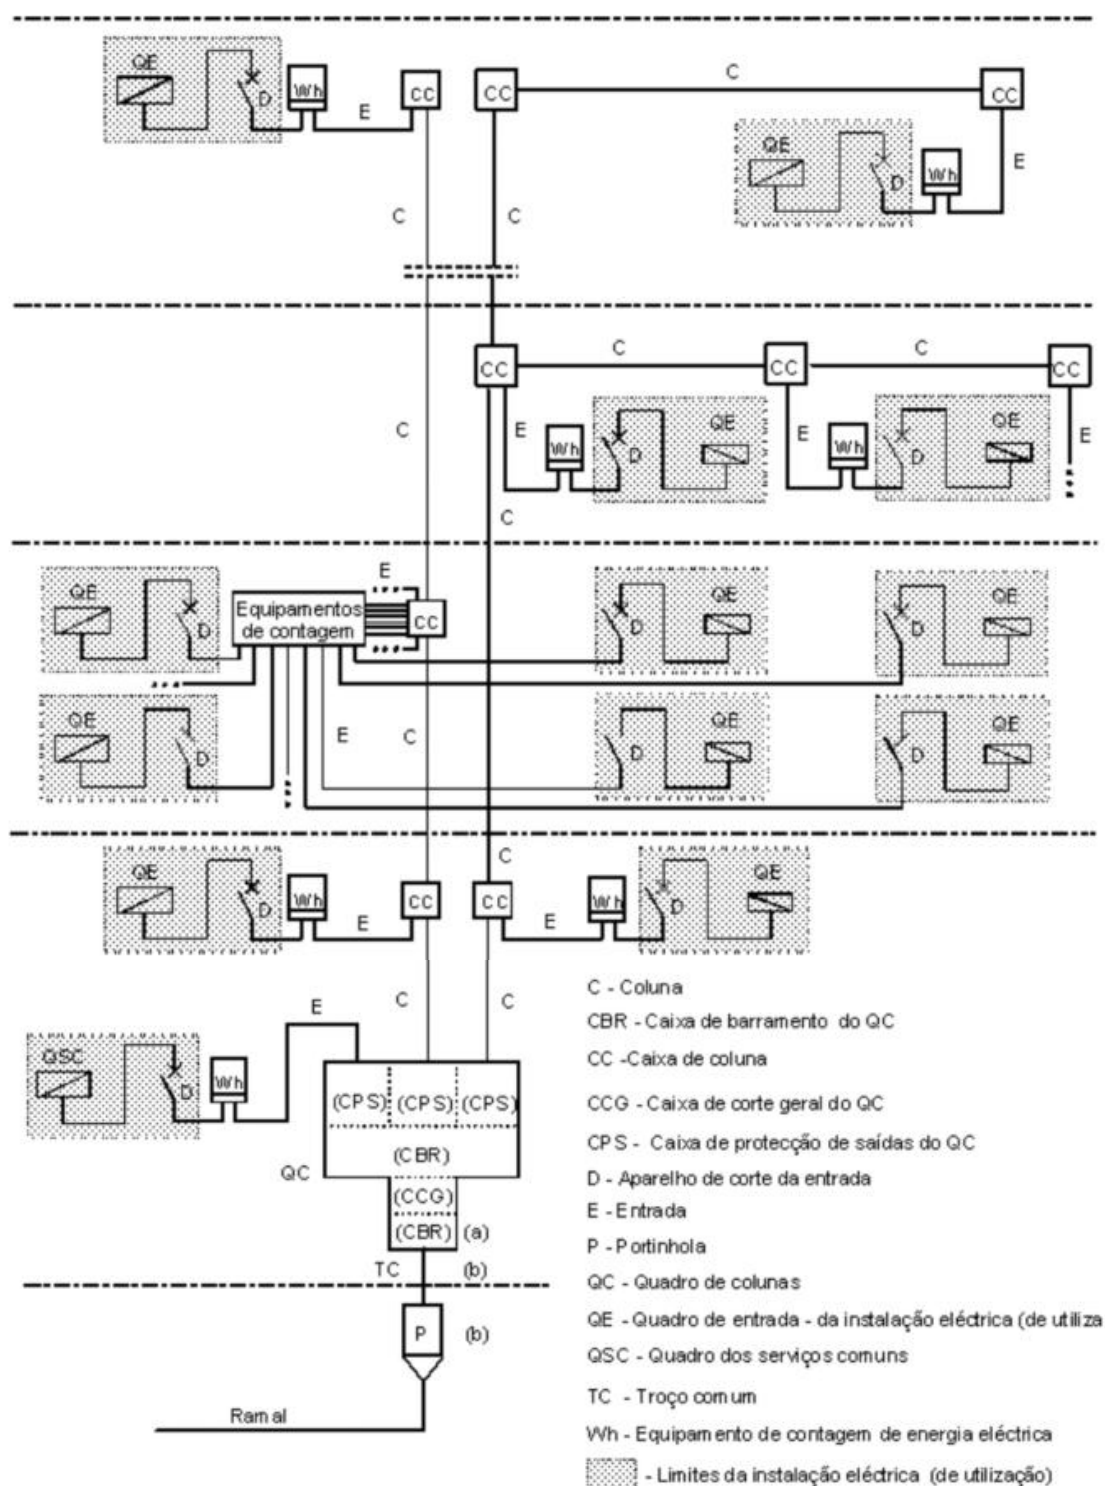 QE
D
Wh
E
CC
CC
C
CC
QE
D
Wh
E
C
C
CC
C
CC
C
CC
C
E
Wh
D
QE
E
Wh
D
QE
E
C
E
QE
D
Equipamentos
de contagem
CC
D
QE
D
QE
QE
D
E
C
D
QE
D
QE
C
QE
D
Wh
E
CC
CC
E
Wh
D
QE
E
C
C
QSC
D
Wh
(CPS)
(CPS)
(CPS)
(CBR)
QC
(CCG)
(CBR)
(a)
TC
(b)
P
(b)
Ramal
C - Coluna
CBR - Caixa de barramento do QC
CC -Caixa de coluna
CCG - Caixa de corte geral do QC
CPS - Caixa de protecção de saídas do QC
D - Aparelho de corte da entrada
E - Entrada
P - Portinhola
QC - Quadro de colunas
QE - Quadro de entrada - da instalação eléctrica (de utiliza
QSC - Quadro dos serviços comuns
TC - Troço comum
Wh - Equipamento de contagem de energia eléctrica
- Limites da instalação eléctrica (de utilização)